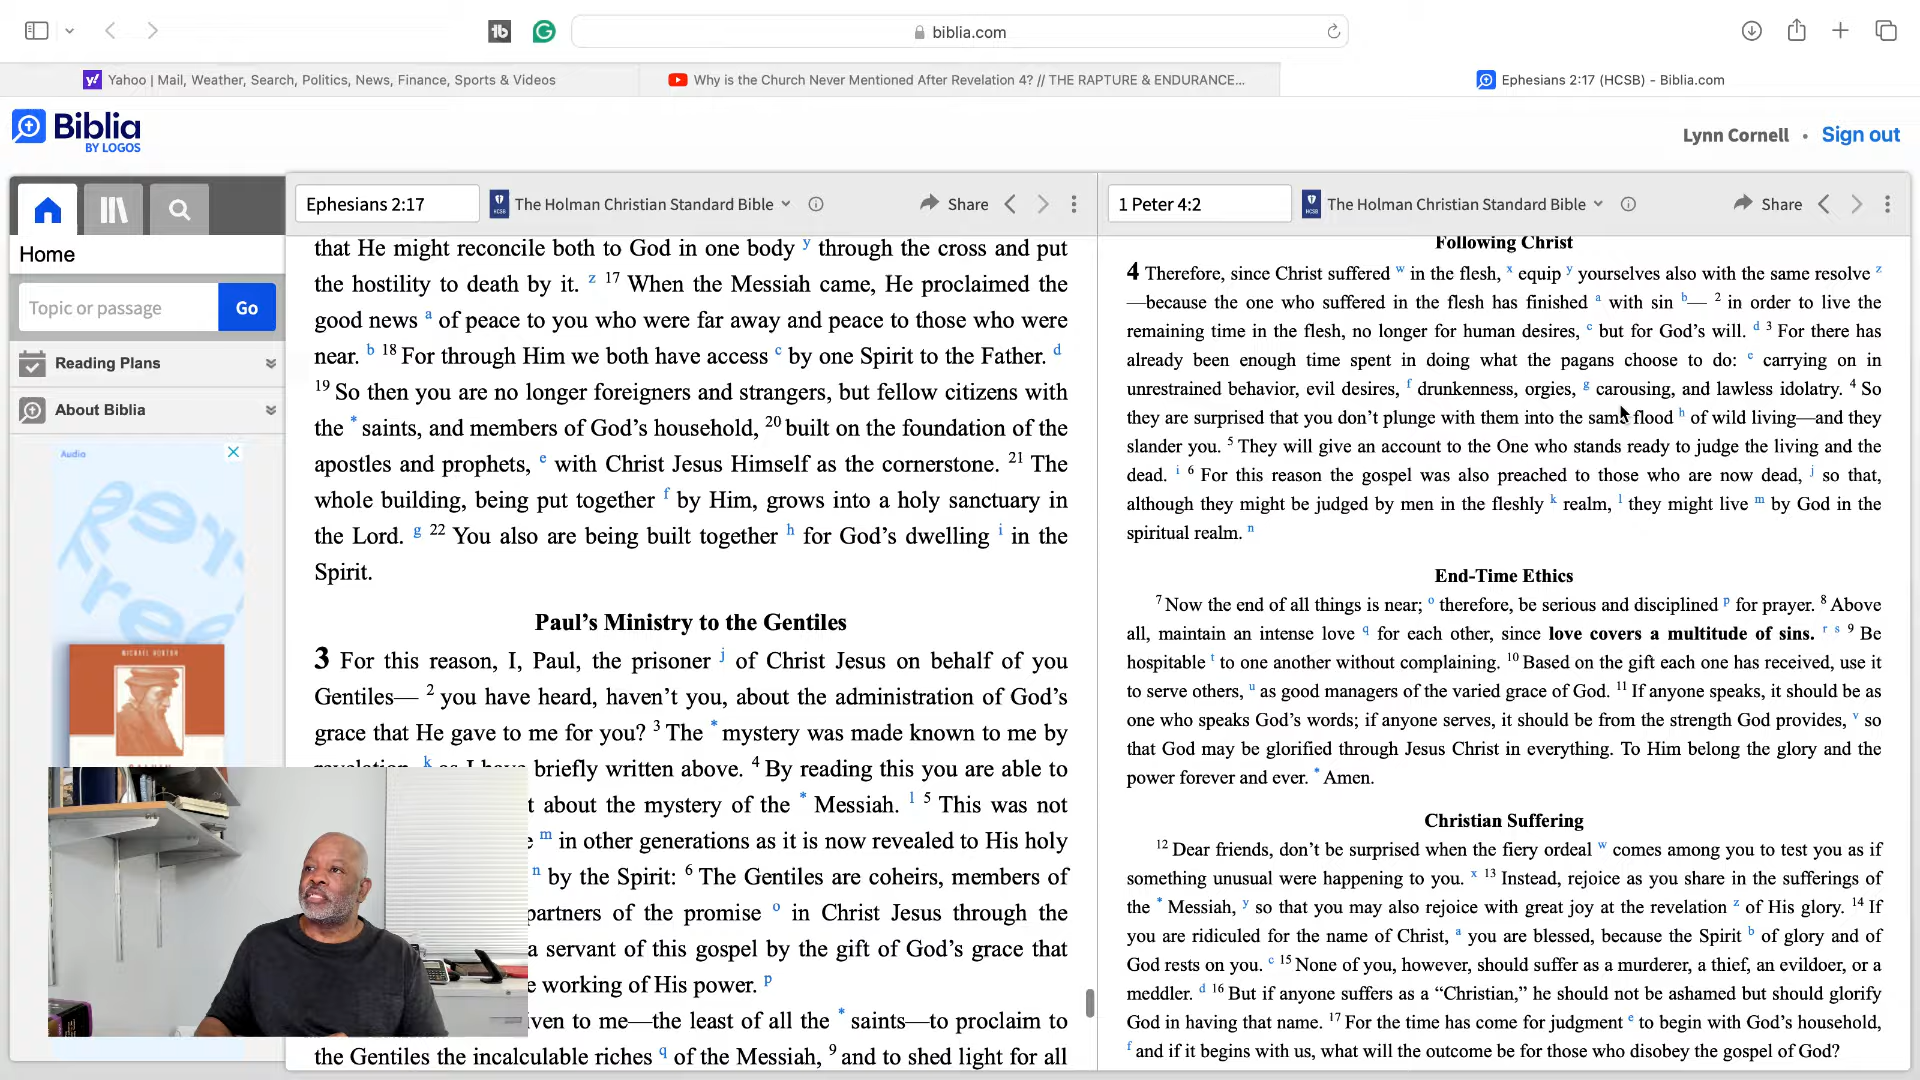 biblia.com
Yahoo | Mail, Weather, Search, Politics, News, Finance, Sports & Videos
Why is the Church Never Mentioned After Revelation 4? // THE RAPTURE & ENDURANCE...
Ephesians 2:17 (HCSB) - Biblia.com
Biblia
BY LOGOS
Lynn Cornell • Sign out
Home
Topic or passage
Go
Reading Plans
About Biblia
Audio
MICHAEL HORTON
Ephesians 2:17
HCSB
The Holman Christian Standard Bible
Share
that He might reconcile both to God in one body y through the cross and put
the hostility to death by it. z 17 When the Messiah came, He proclaimed the
good news a of peace to you who were far away and peace to those who were
near. b 18 For through Him we both have access c by one Spirit to the Father. d
19 So then you are no longer foreigners and strangers, but fellow citizens with
the * saints, and members of God’s household, 20 built on the foundation of the
apostles and prophets, e with Christ Jesus Himself as the cornerstone. 21 The
whole building, being put together f by Him, grows into a holy sanctuary in
the Lord. g 22 You also are being built together h for God’s dwelling i in the
Spirit.
Paul’s Ministry to the Gentiles
3 For this reason, I, Paul, the prisoner j of Christ Jesus on behalf of you
Gentiles— 2 you have heard, haven’t you, about the administration of God’s
grace that He gave to me for you? 3 The * mystery was made known to me by
revelation, k as I have briefly written above. 4 By reading this you are able to
t about the mystery of the * Messiah. l 5 This was not
e m in other generations as it is now revealed to His holy
n by the Spirit: 6 The Gentiles are coheirs, members of
partners of the promise o in Christ Jesus through the
a servant of this gospel by the gift of God’s grace that
e working of His power. p
iven to me—the least of all the * saints—to proclaim to
the Gentiles the incalculable riches q of the Messiah, 9 and to shed light for all
1 Peter 4:2
HCSB
The Holman Christian Standard Bible
Share
Following Christ
4 Therefore, since Christ suffered w in the flesh, x equip y yourselves also with the same resolve z
—because the one who suffered in the flesh has finished a with sin b— 2 in order to live the
remaining time in the flesh, no longer for human desires, c but for God’s will. d 3 For there has
already been enough time spent in doing what the pagans choose to do: e carrying on in
unrestrained behavior, evil desires, f drunkenness, orgies, g carousing, and lawless idolatry. 4 So
they are surprised that you don’t plunge with them into the same flood h of wild living—and they
slander you. 5 They will give an account to the One who stands ready to judge the living and the
dead. i 6 For this reason the gospel was also preached to those who are now dead, j so that,
although they might be judged by men in the fleshly k realm, l they might live m by God in the
spiritual realm. n
End-Time Ethics
7 Now the end of all things is near; o therefore, be serious and disciplined p for prayer. 8 Above
all, maintain an intense love q for each other, since love covers a multitude of sins. r s 9 Be
hospitable t to one another without complaining. 10 Based on the gift each one has received, use it
to serve others, u as good managers of the varied grace of God. 11 If anyone speaks, it should be as
one who speaks God’s words; if anyone serves, it should be from the strength God provides, v so
that God may be glorified through Jesus Christ in everything. To Him belong the glory and the
power forever and ever. * Amen.
Christian Suffering
12 Dear friends, don’t be surprised when the fiery ordeal w comes among you to test you as if
something unusual were happening to you. x 13 Instead, rejoice as you share in the sufferings of
the * Messiah, y so that you may also rejoice with great joy at the revelation z of His glory. 14 If
you are ridiculed for the name of Christ, a you are blessed, because the Spirit b of glory and of
God rests on you. c 15 None of you, however, should suffer as a murderer, a thief, an evildoer, or a
meddler. d 16 But if anyone suffers as a “Christian,” he should not be ashamed but should glorify
God in having that name. 17 For the time has come for judgment e to begin with God’s household,
f and if it begins with us, what will the outcome be for those who disobey the gospel of God?